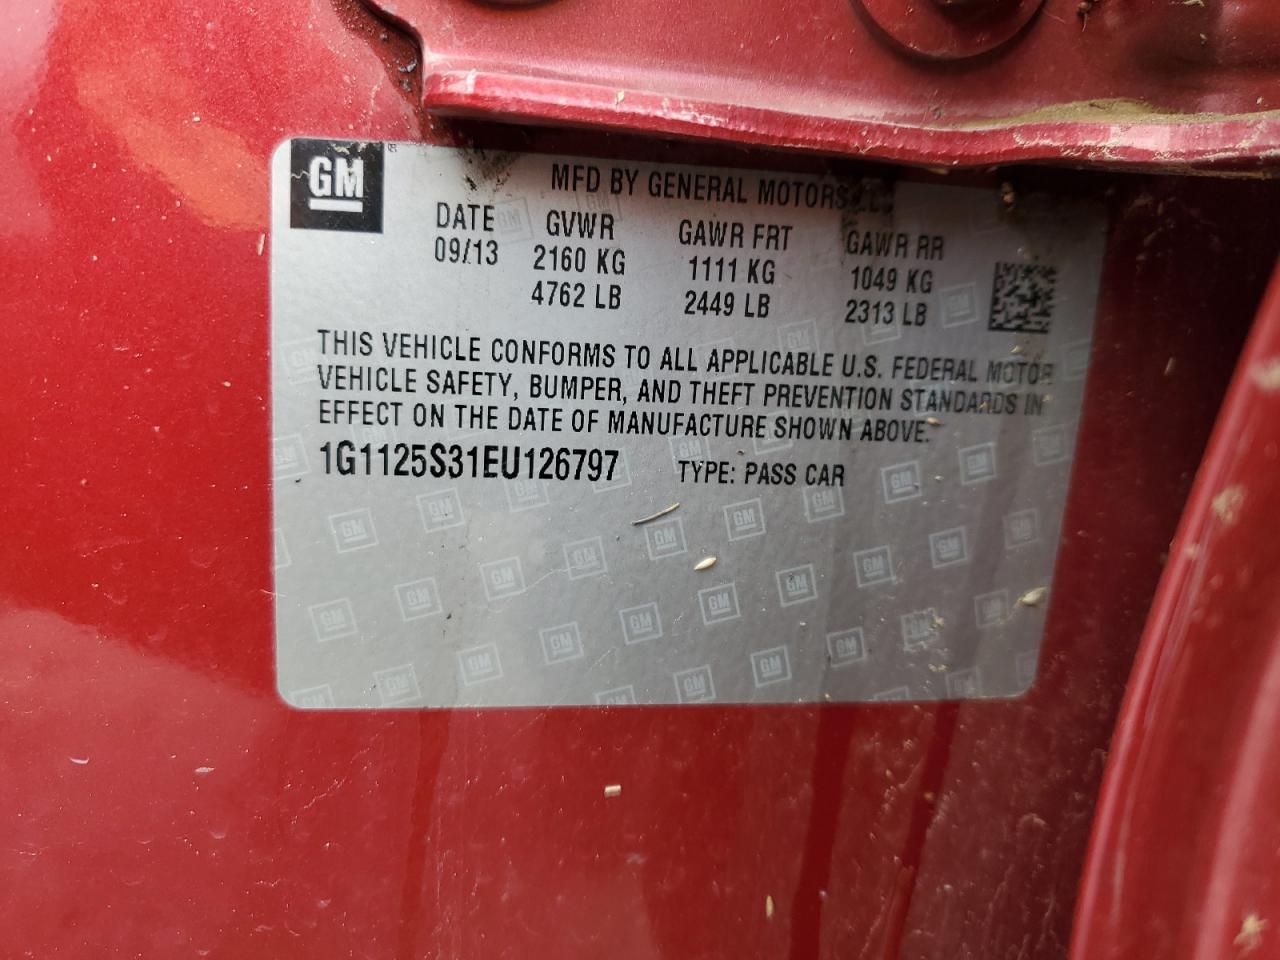 GM
MFD BY GENERAL MOTORS
DATE GVWR GAWR FRT GAWR RR
09/13 2160 KG 1111 KG 1049 KG
4762 LB 2449 LB 2313 LB
THIS VEHICLE CONFORMS TO ALL APPLICABLE U.S. FEDERAL MOTOR
VEHICLE SAFETY, BUMPER, AND THEFT PREVENTION STANDARDS IN
EFFECT ON THE DATE OF MANUFACTURE SHOWN ABOVE.
1G1125S31EU126797 TYPE: PASS CAR